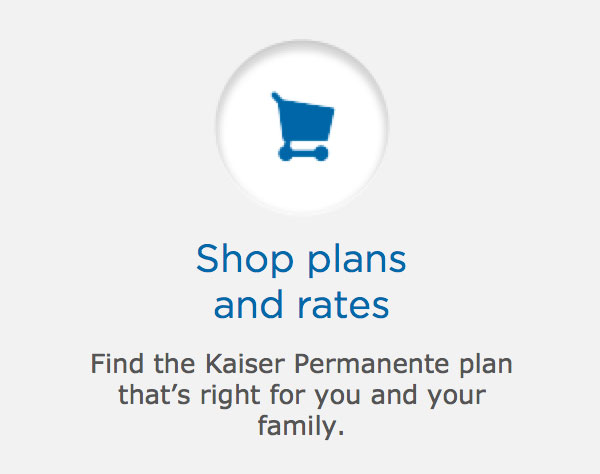 Shop plans
and rates
Find the Kaiser Permanente plan
that’s right for you and your
family.